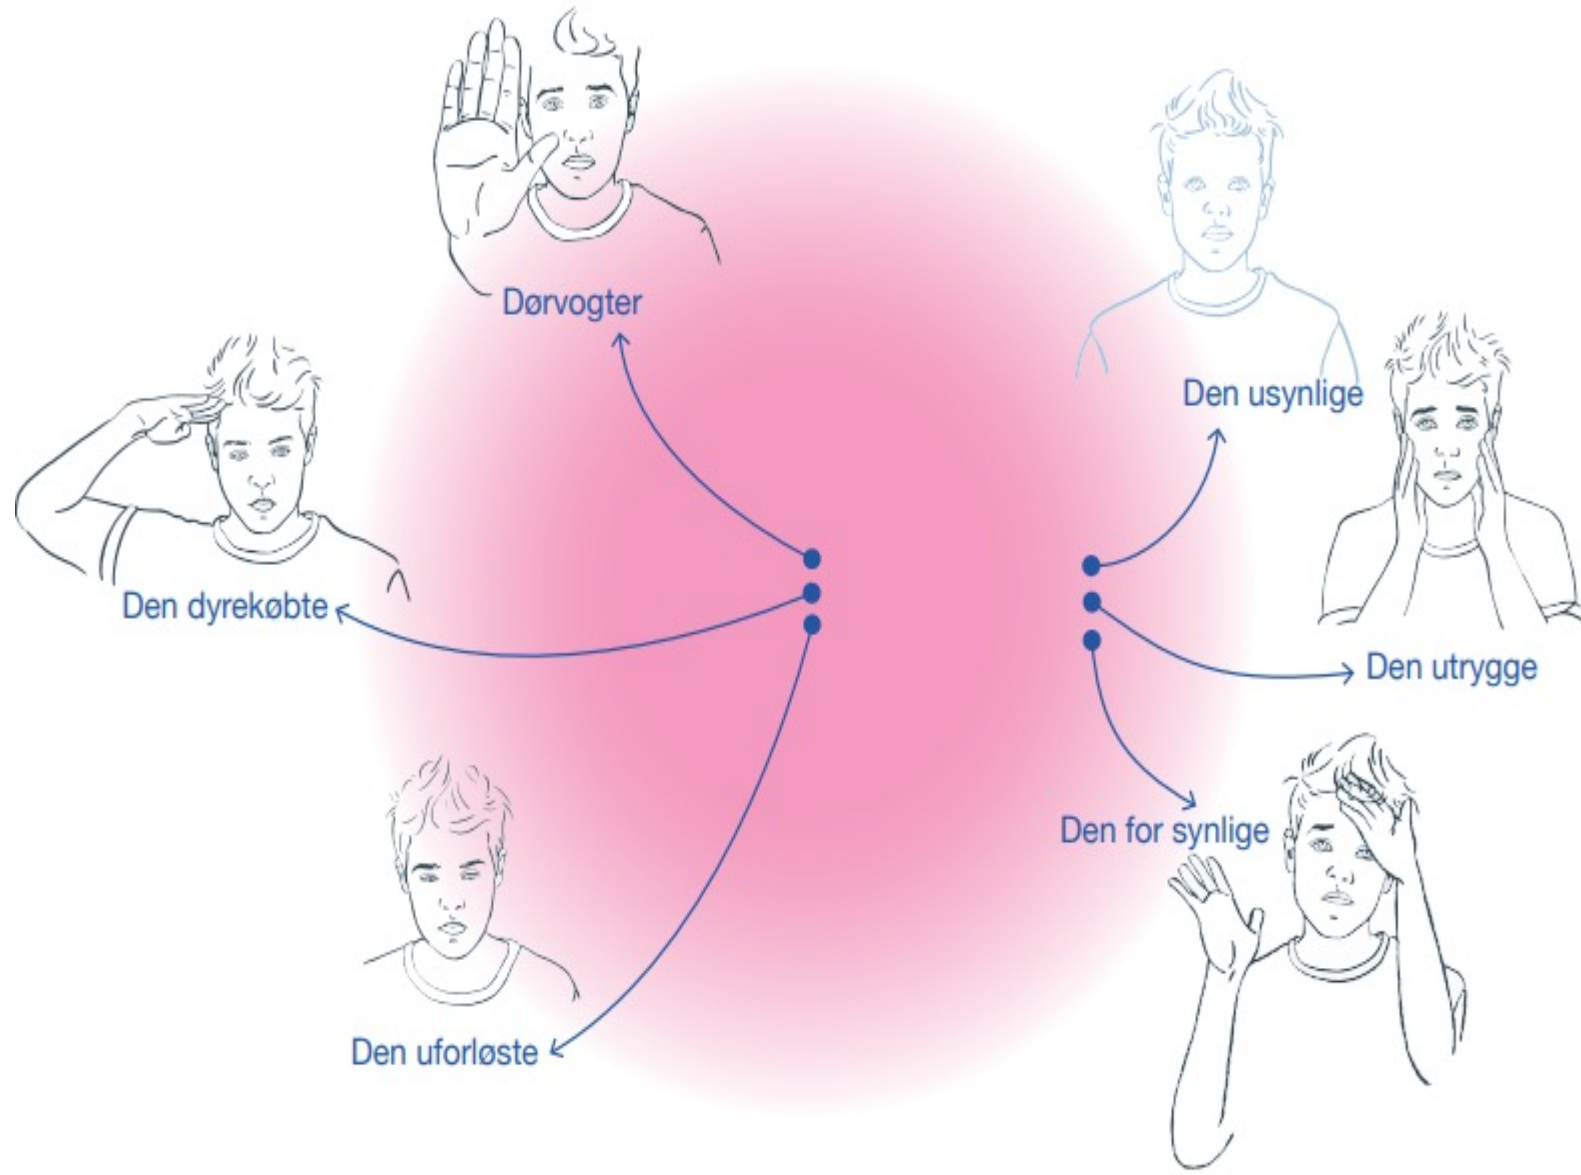 Dørvogter
Den usynlige
Den dyrekøbte
Den utrygge
Den for synlige
Den uforløste